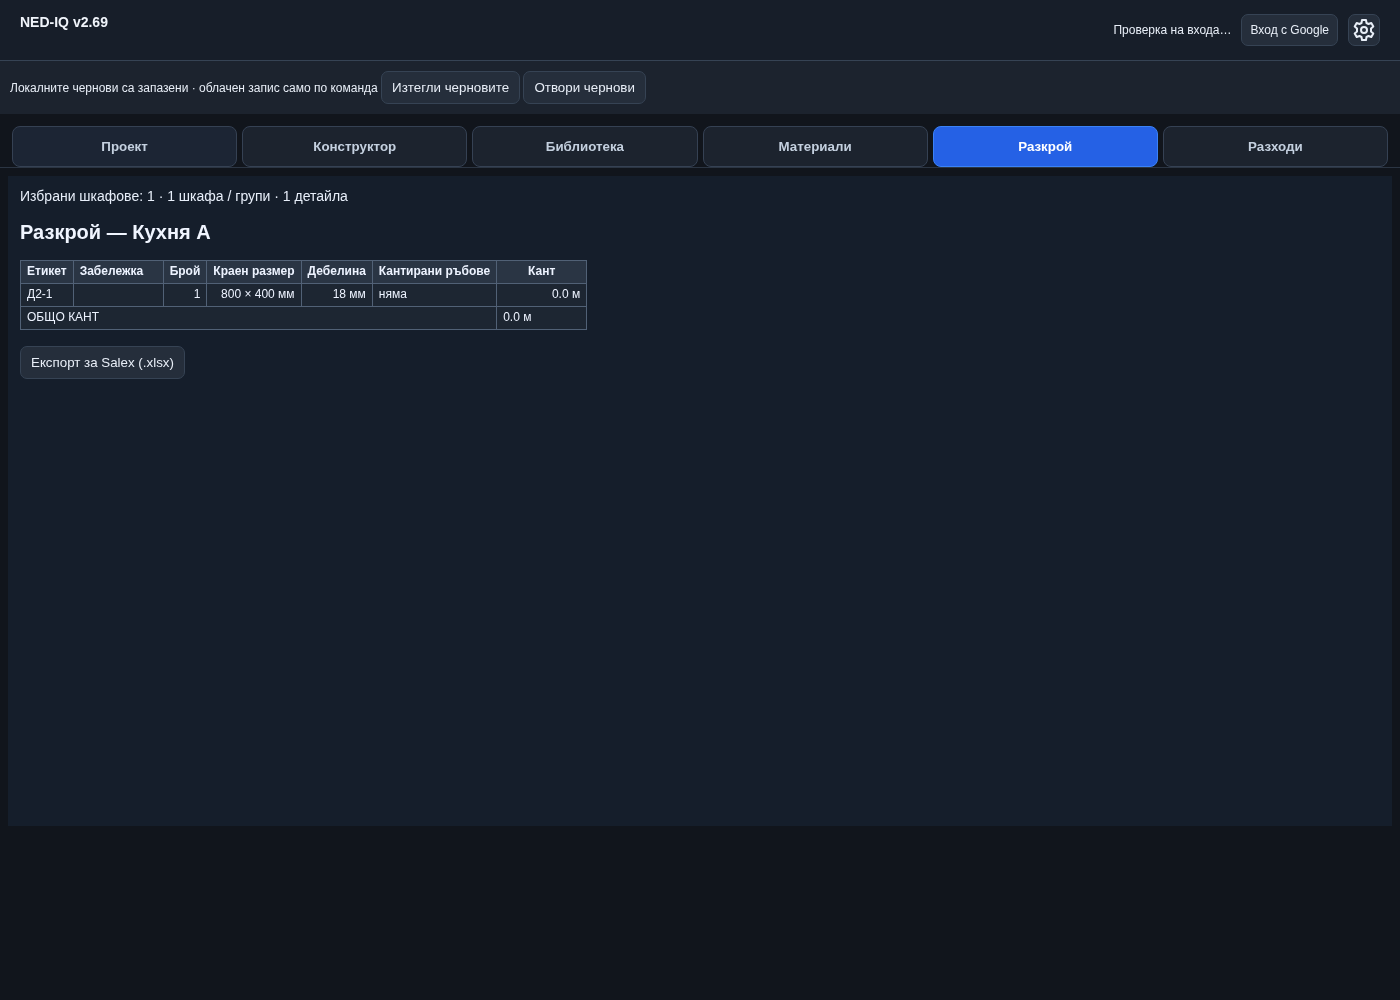 NED-IQ v2.69
Проверка на входа…
Вход с Google
Локалните чернови са запазени · облачен запис само по команда
Изтегли черновите
Отвори чернови
Проект
Конструктор
Библиотека
Материали
Разкрой
Разходи
Избрани шкафове: 1 · 1 шкафа / групи · 1 детайла
Разкрой — Кухня А
Етикет Забележка Брой Краен размер Дебелина Кантирани ръбове Кант
Д2-1 1 800 × 400 мм 18 мм няма 0.0 м
ОБЩО КАНТ 0.0 м
Експорт за Salex (.xlsx)